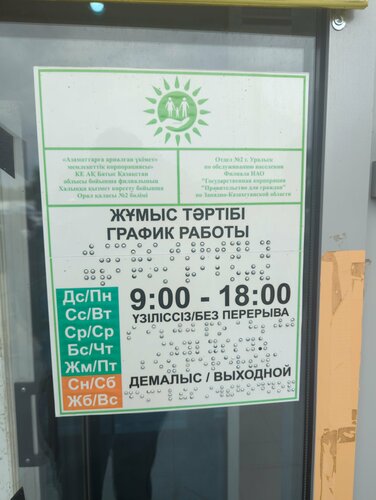 «Азаматтарға арналған үкімет»
мемлекеттік корпорациясы»
КЕ АҚ Батыс Қазақстан
облысы бойынша филиалының
Халыққа қызмет көрсету бойынша
Орал қаласы №2 бөлімі
Отдел №2 г. Уральск
по обслуживанию населения
Филиала НАО
"Государственная корпорация
"Правительство для граждан"
по Западно-Казахстанской области
ЖҰМЫС ТӘРТІБІ
ГРАФИК РАБОТЫ
Дс/Пн
Сс/Вт
Ср/Ср
Бс/Чт
Жм/Пт
9:00 - 18:00
ҮЗІЛІССІЗ/БЕЗ ПЕРЕРЫВА
Сн/Сб
Жб/Вс
ДЕМАЛЫС / ВЫХОДНОЙ